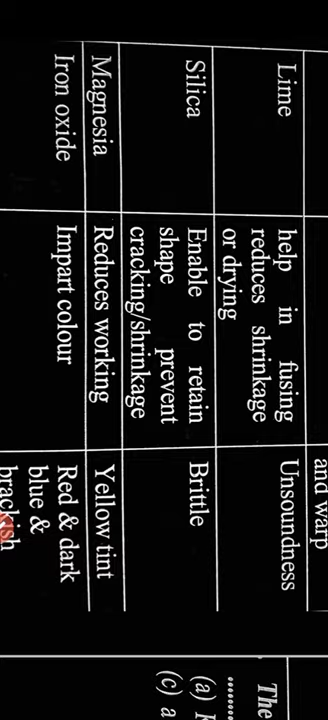 and warp
Lime help in fusing Unsoundness
reduces shrinkage
or drying
Silica Enable to retain Brittle
shape prevent
cracking/shrinkage
Magnesia Reduces working Yellow tint
Iron oxide Impart colour Red & dark
blue &
The
..........
(a)
(c) a